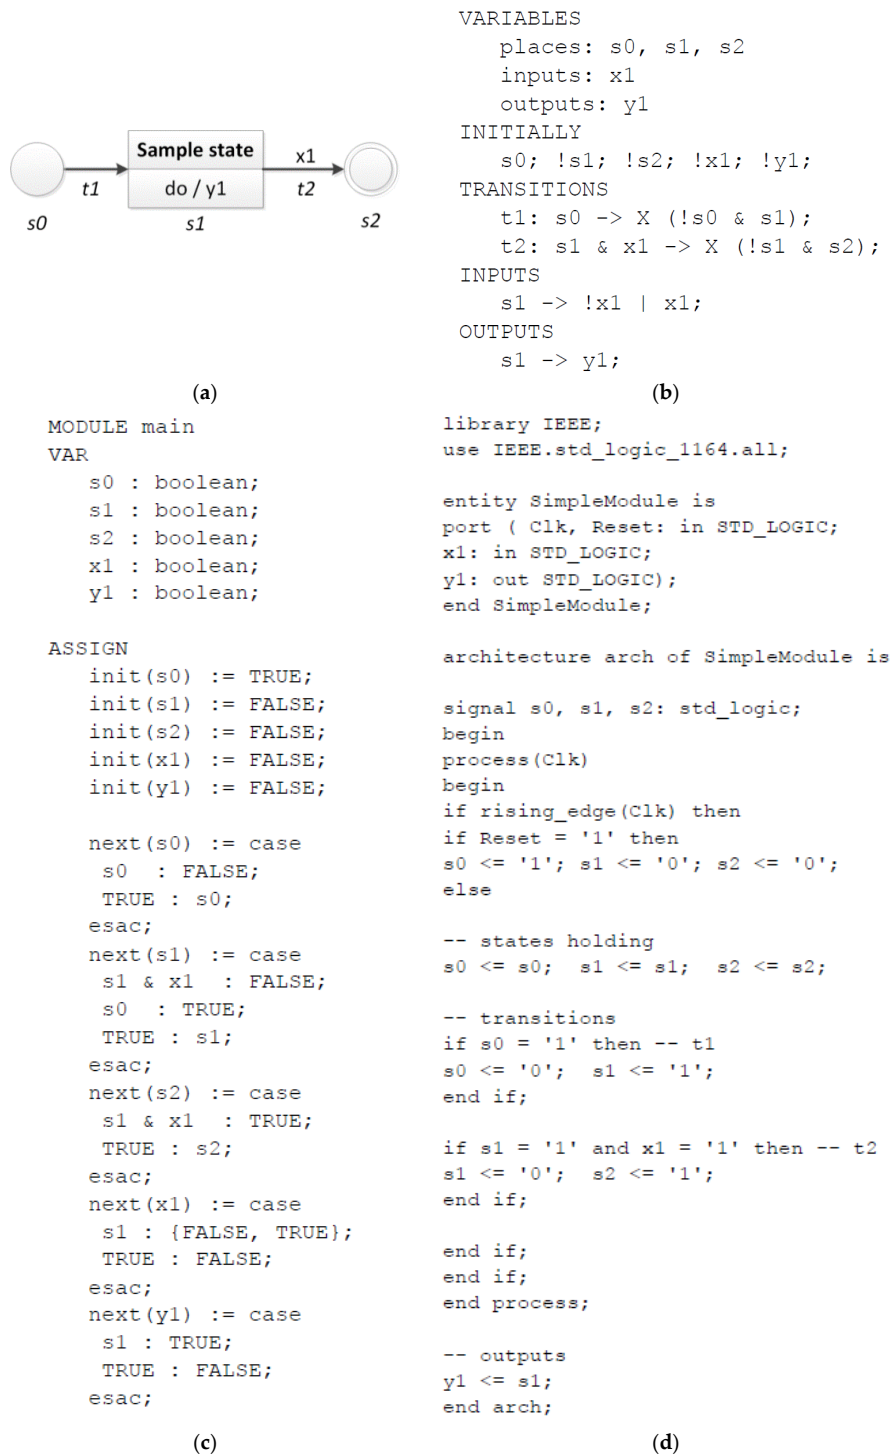 Sample state
x1
t1
do / y1
t2
s0
s1
s2
(a)
VARIABLES
places: s0, s1, s2
inputs: x1
outputs: y1
INITIALLY
s0; !s1; !s2; !x1; !y1;
TRANSITIONS
t1: s0 -> X (!s0 & s1);
t2: s1 & x1 -> X (!s1 & s2);
INPUTS
s1 -> !x1 | x1;
OUTPUTS
s1 -> y1;
(b)
MODULE main
VAR
s0 : boolean;
s1 : boolean;
s2 : boolean;
x1 : boolean;
y1 : boolean;
ASSIGN
init(s0) := TRUE;
init(s1) := FALSE;
init(s2) := FALSE;
init(x1) := FALSE;
init(y1) := FALSE;
next(s0) := case
s0 : FALSE;
TRUE : s0;
esac;
next(s1) := case
s1 & x1 : FALSE;
s0 : TRUE;
TRUE : s1;
esac;
next(s2) := case
s1 & x1 : TRUE;
TRUE : s2;
esac;
next(x1) := case
s1 : {FALSE, TRUE};
TRUE : FALSE;
esac;
next(y1) := case
s1 : TRUE;
TRUE : FALSE;
esac;
(c)
library IEEE;
use IEEE.std_logic_1164.all;
entity SimpleModule is
port ( Clk, Reset: in STD_LOGIC;
x1: in STD_LOGIC;
y1: out STD_LOGIC);
end SimpleModule;
architecture arch of SimpleModule is
signal s0, s1, s2: std_logic;
begin
process(Clk)
begin
if rising_edge(Clk) then
if Reset = '1' then
s0 <= '1'; s1 <= '0'; s2 <= '0';
else
-- states holding
s0 <= s0; s1 <= s1; s2 <= s2;
-- transitions
if s0 = '1' then -- t1
s0 <= '0'; s1 <= '1';
end if;
if s1 = '1' and x1 = '1' then -- t2
s1 <= '0'; s2 <= '1';
end if;
end if;
end if;
end process;
-- outputs
y1 <= s1;
end arch;
(d)